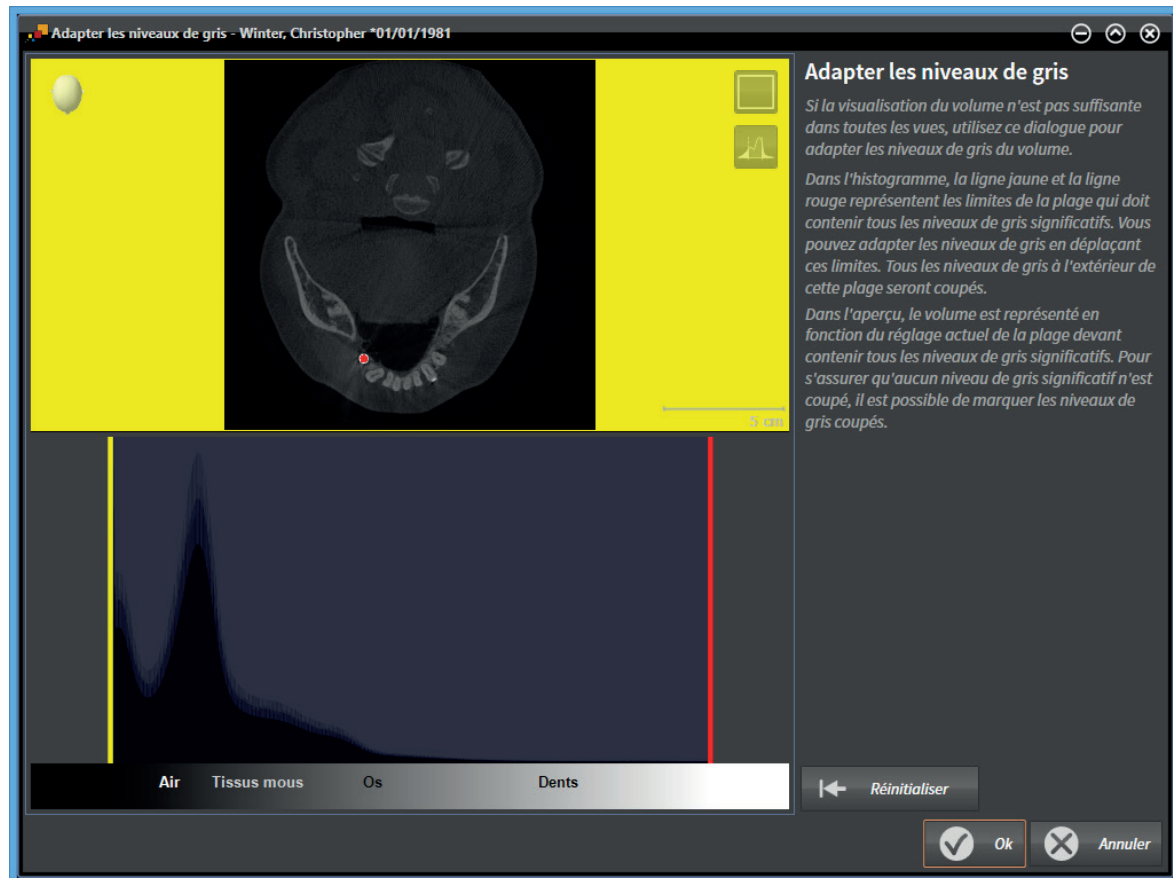 Adapter les niveaux de gris - Winter, Christopher *01/01/1981
Adapter les niveaux de gris
Si la visualisation du volume n'est pas suffisante
dans toutes les vues, utilisez ce dialogue pour
adapter les niveaux de gris du volume.
Dans l'histogramme, la ligne jaune et la ligne
rouge représentent les limites de la plage qui doit
contenir tous les niveaux de gris significatifs. Vous
pouvez adapter les niveaux de gris en déplaçant
ces limites. Tous les niveaux de gris à l'extérieur de
cette plage seront coupés.
Dans l'aperçu, le volume est représenté en
fonction du réglage actuel de la plage devant
contenir tous les niveaux de gris significatifs. Pour
s'assurer qu'aucun niveau de gris significatif n'est
coupé, il est possible de marquer les niveaux de
gris coupés.
5 cm
Air Tissus mous Os Dents
Réinitialiser
Ok Annuler